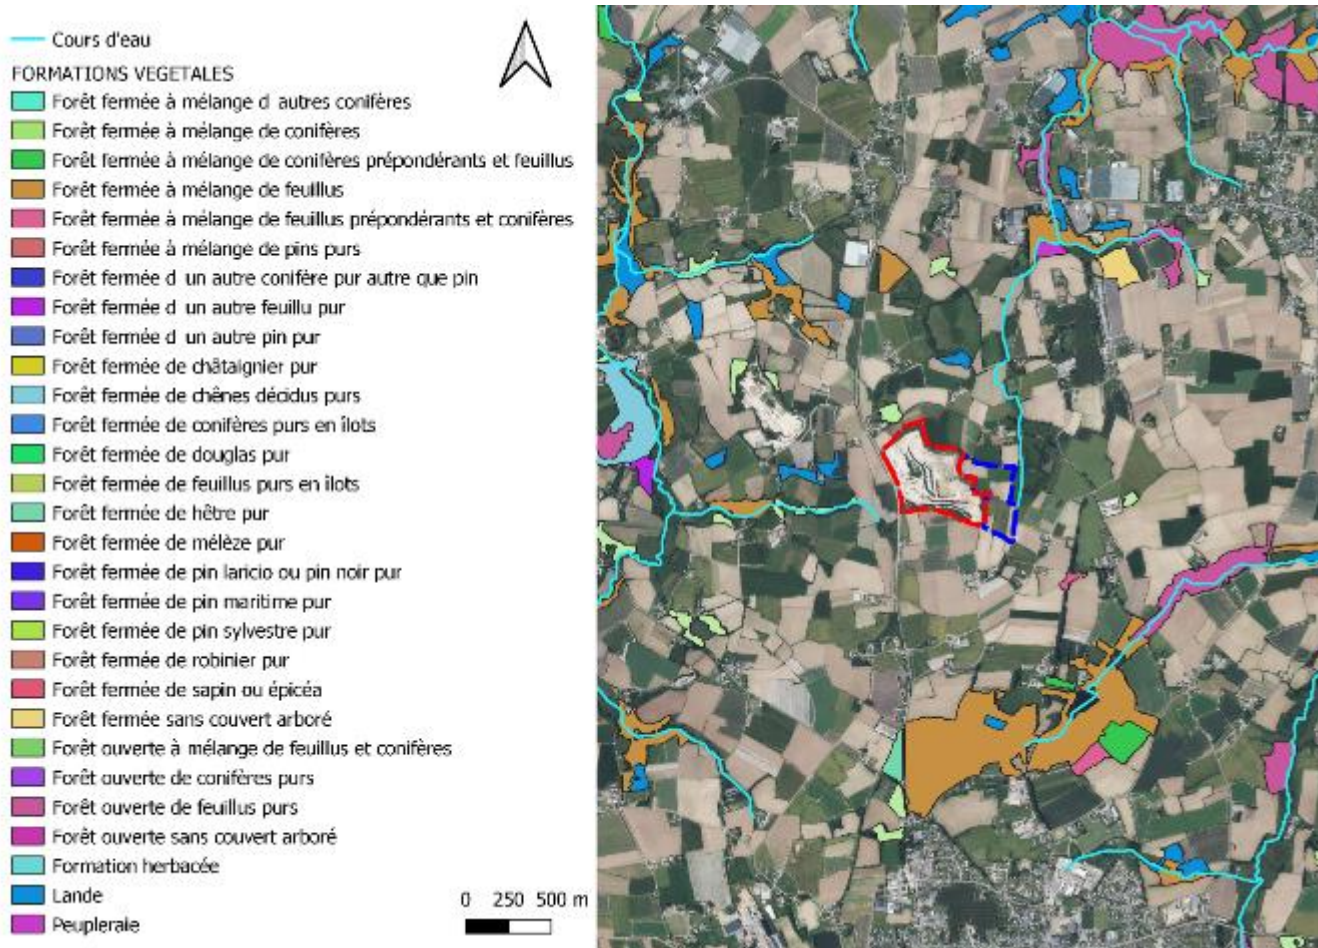 Cours d'eau
FORMATIONS VEGETALES
Forêt fermée à mélange d autres conifères
Forêt fermée à mélange de conifères
Forêt fermée à mélange de conifères prépondérants et feuillus
Forêt fermée à mélange de feuillus
Forêt fermée à mélange de feuillus prépondérants et conifères
Forêt fermée à mélange de pins purs
Forêt fermée d un autre conifère pur autre que pin
Forêt fermée d un autre feuillu pur
Forêt fermée d un autre pin pur
Forêt fermée de châtaignier pur
Forêt fermée de chênes décidus purs
Forêt fermée de conifères purs en îlots
Forêt fermée de douglas pur
Forêt fermée de feuillus purs en îlots
Forêt fermée de hêtre pur
Forêt fermée de mélèze pur
Forêt fermée de pin laricio ou pin noir pur
Forêt fermée de pin maritime pur
Forêt fermée de pin sylvestre pur
Forêt fermée de robinier pur
Forêt fermée de sapin ou épicéa
Forêt fermée sans couvert arboré
Forêt ouverte à mélange de feuillus et conifères
Forêt ouverte de conifères purs
Forêt ouverte de feuillus purs
Forêt ouverte sans couvert arboré
Formation herbacée
Lande
Peupleraie
0 250 500 m